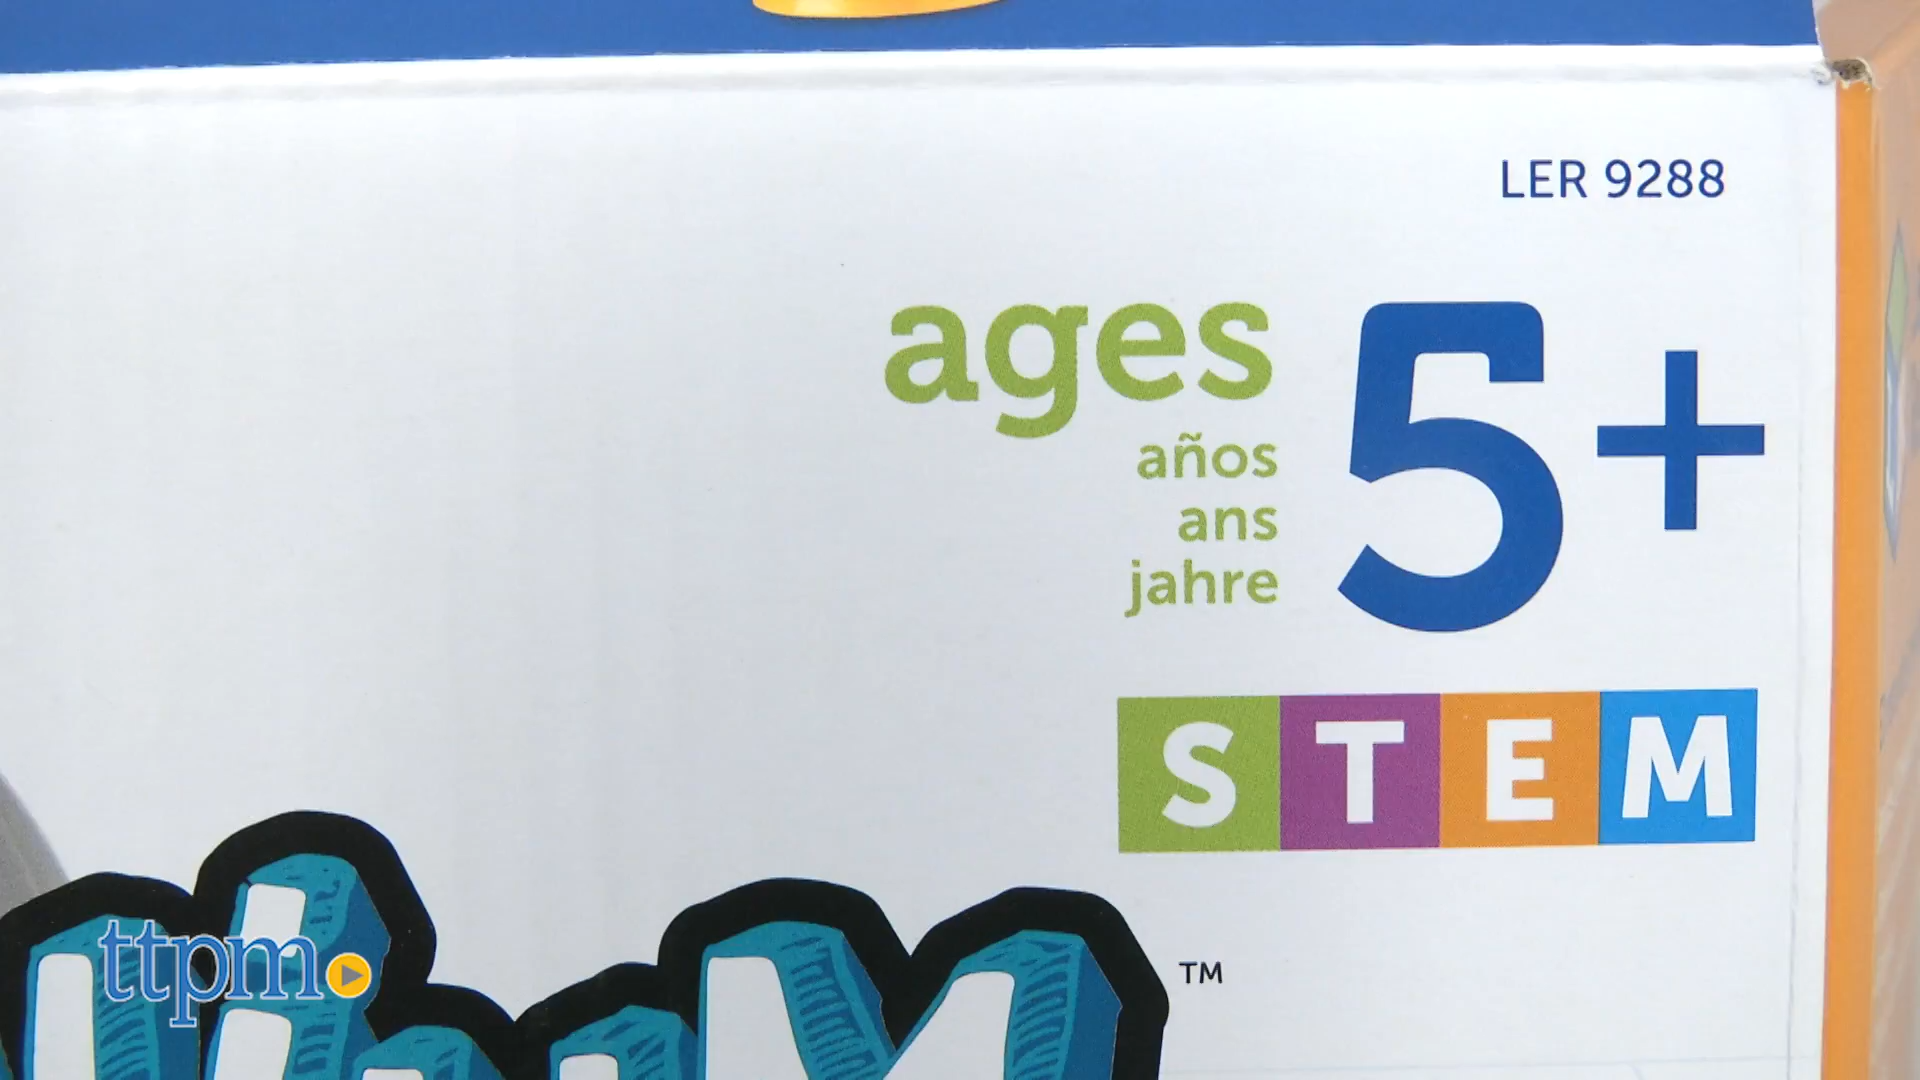 LER 9288
ages 5+
años
ans
jahre
STEM
TM
ttpm